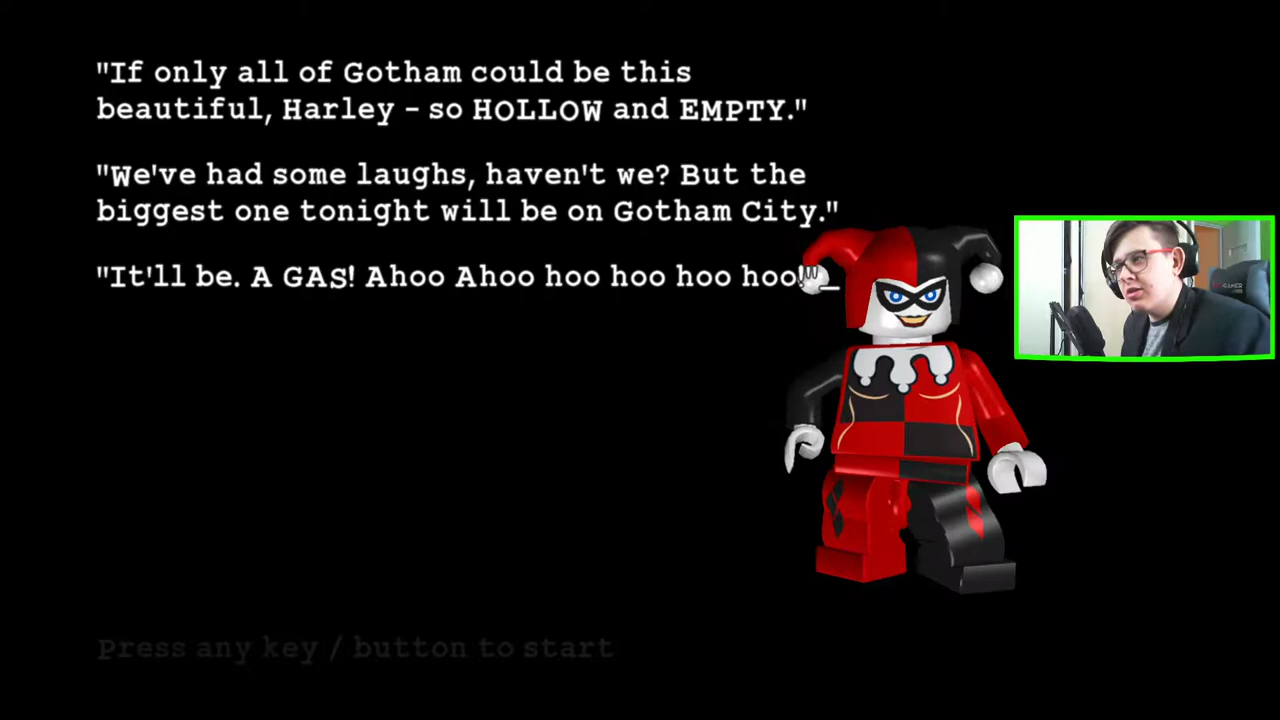 "If only all of Gotham could be this
beautiful, Harley - so HOLLOW and EMPTY."
"We've had some laughs, haven't we? But the
biggest one tonight will be on Gotham City."
"It'll be. A GAS! Ahoo Ahoo hoo hoo hoo hoo!"_
Press any key / button to start